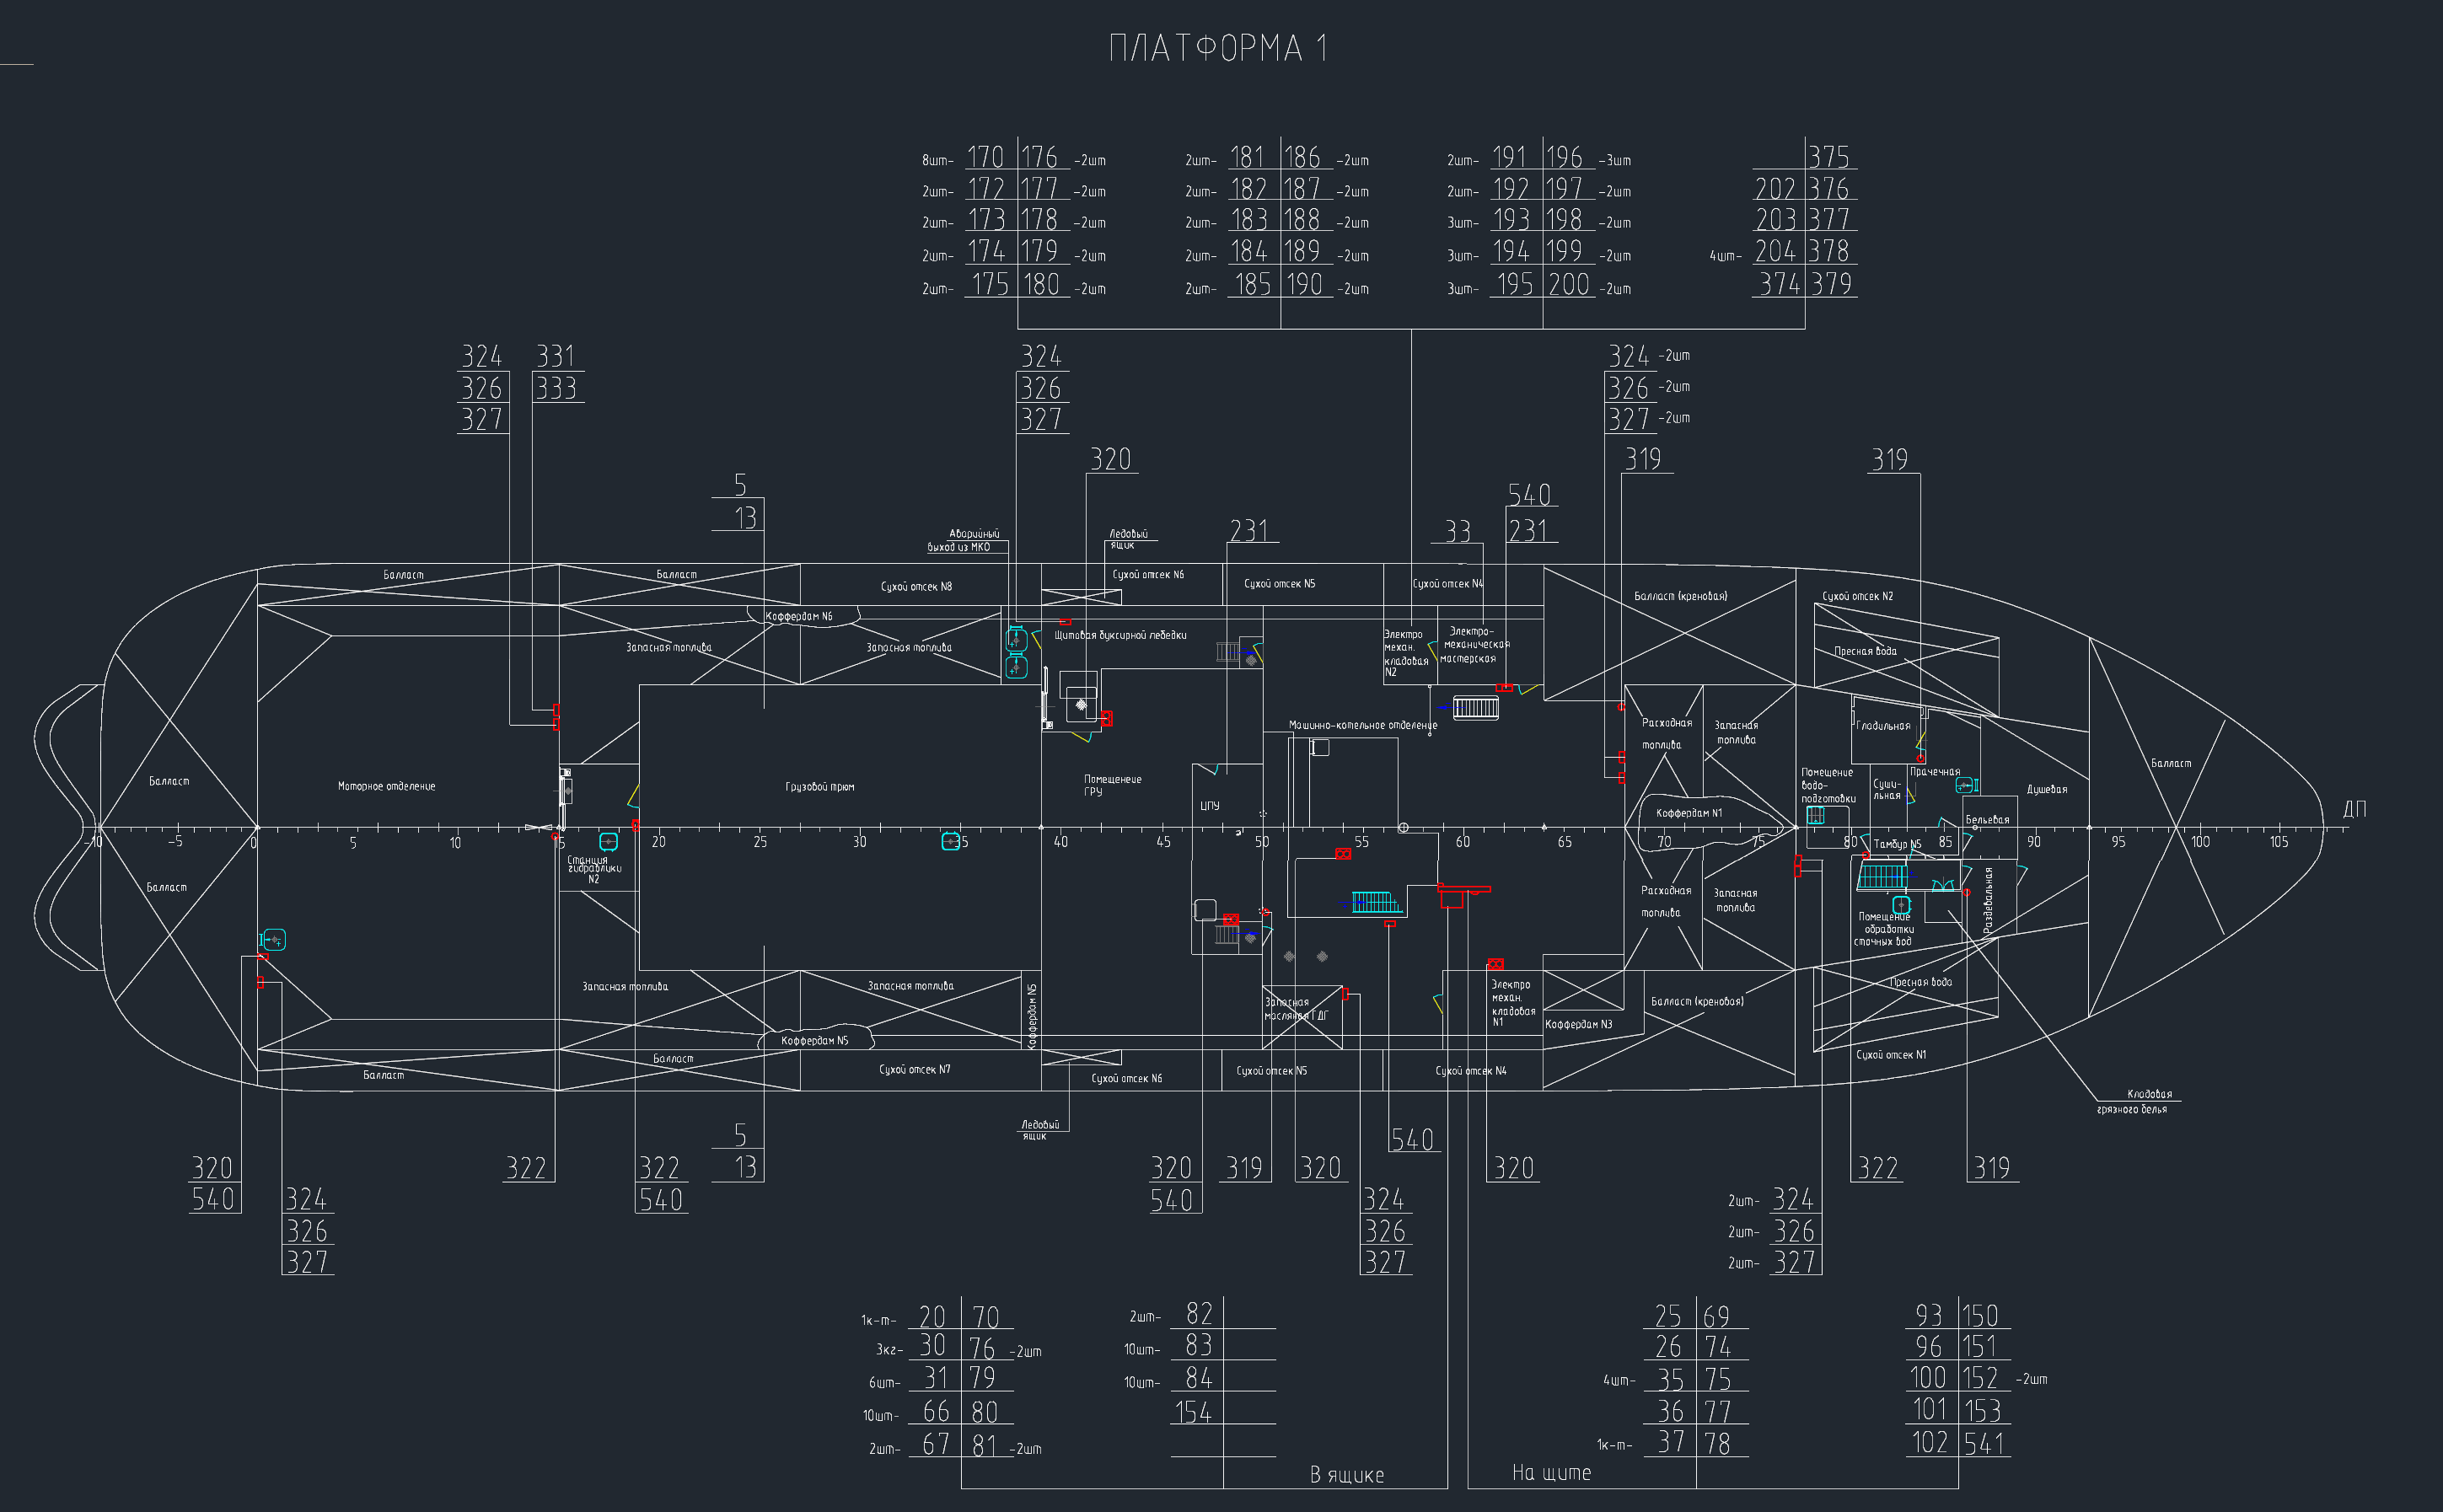 ПЛАТФОРМА 1
8шт- 170 176 -2шт
2шт- 172 177 -2шт
2шт- 173 178 -2шт
2шт- 174 179 -2шт
2шт- 175 180 -2шт
2шт- 181 186 -2шт
2шт- 182 187 -2шт
2шт- 183 188 -2шт
2шт- 184 189 -2шт
2шт- 185 190 -2шт
2шт- 191 196 -3шт
2шт- 192 197 -2шт
3шт- 193 198 -2шт
3шт- 194 199 -2шт
3шт- 195 200 -2шт
375
202 376
203 377
4шт- 204 378
374 379
324
326
327
331
333
324
326
327
324 -2шт
326 -2шт
327 -2шт
5
13
320
319
319
540
231
33
231
Аварийный
выход из МКО
Ледовый
ящик
Балласт
Балласт
Сухой отсек N8
Сухой отсек N6
Сухой отсек N5
Сухой отсек N4
Балласт (креновая)
Сухой отсек N2
Коффердам N6
Запасная топлива
Запасная топлива
Щитовая буксирной лебедки
Электро
механ.
кладовая
N2
Электро-
механическая
мастерская
Пресная вода
Расходная
топлива
Запасная
топлива
Гладильная
Машинно-котельное отделение
Балласт
Моторное отделение
Грузовой трюм
Помещенеие
ГРУ
ЦПУ
Коффердам N1
Помещение
водо-
подготовки
Суши-
льная
Прачечная
Душевая
Бельевая
Балласт
ДП
-10 -5 0 5 10 15 20 25 30 35 40 45 50 55 60 65 70 75 80 85 90 95 100 105
Тамбур N5
Станция
гидравлики
N2
Балласт
Расходная
топлива
Запасная
топлива
Раздевальная
Помещение
обработки
сточных вод
Запасная топлива
Запасная топлива
Коффердам N5
Запасная
масляная ГДГ
Электро
механ.
кладовая
N1
Коффердам N3
Балласт (креновая)
Пресная вода
Коффердам N5
Балласт
Балласт
Сухой отсек N7
Сухой отсек N6
Сухой отсек N5
Сухой отсек N4
Сухой отсек N1
Кладовая
грязного белья
Ледовый
ящик
5
13
320
540
324
326
327
322
322
540
320
540
319
320
540
324
326
327
320
2шт- 324
2шт- 326
2шт- 327
322
319
1к-т- 20 70
3кг- 30 76 -2шт
6шт- 31 79
10шт- 66 80
2шт- 67 81 -2шт
2шт- 82
10шт- 83
10шт- 84
154
В ящике
На щите
25 69
26 74
4шт- 35 75
36 77
1к-т- 37 78
93 150
96 151
100 152 -2шт
101 153
102 541